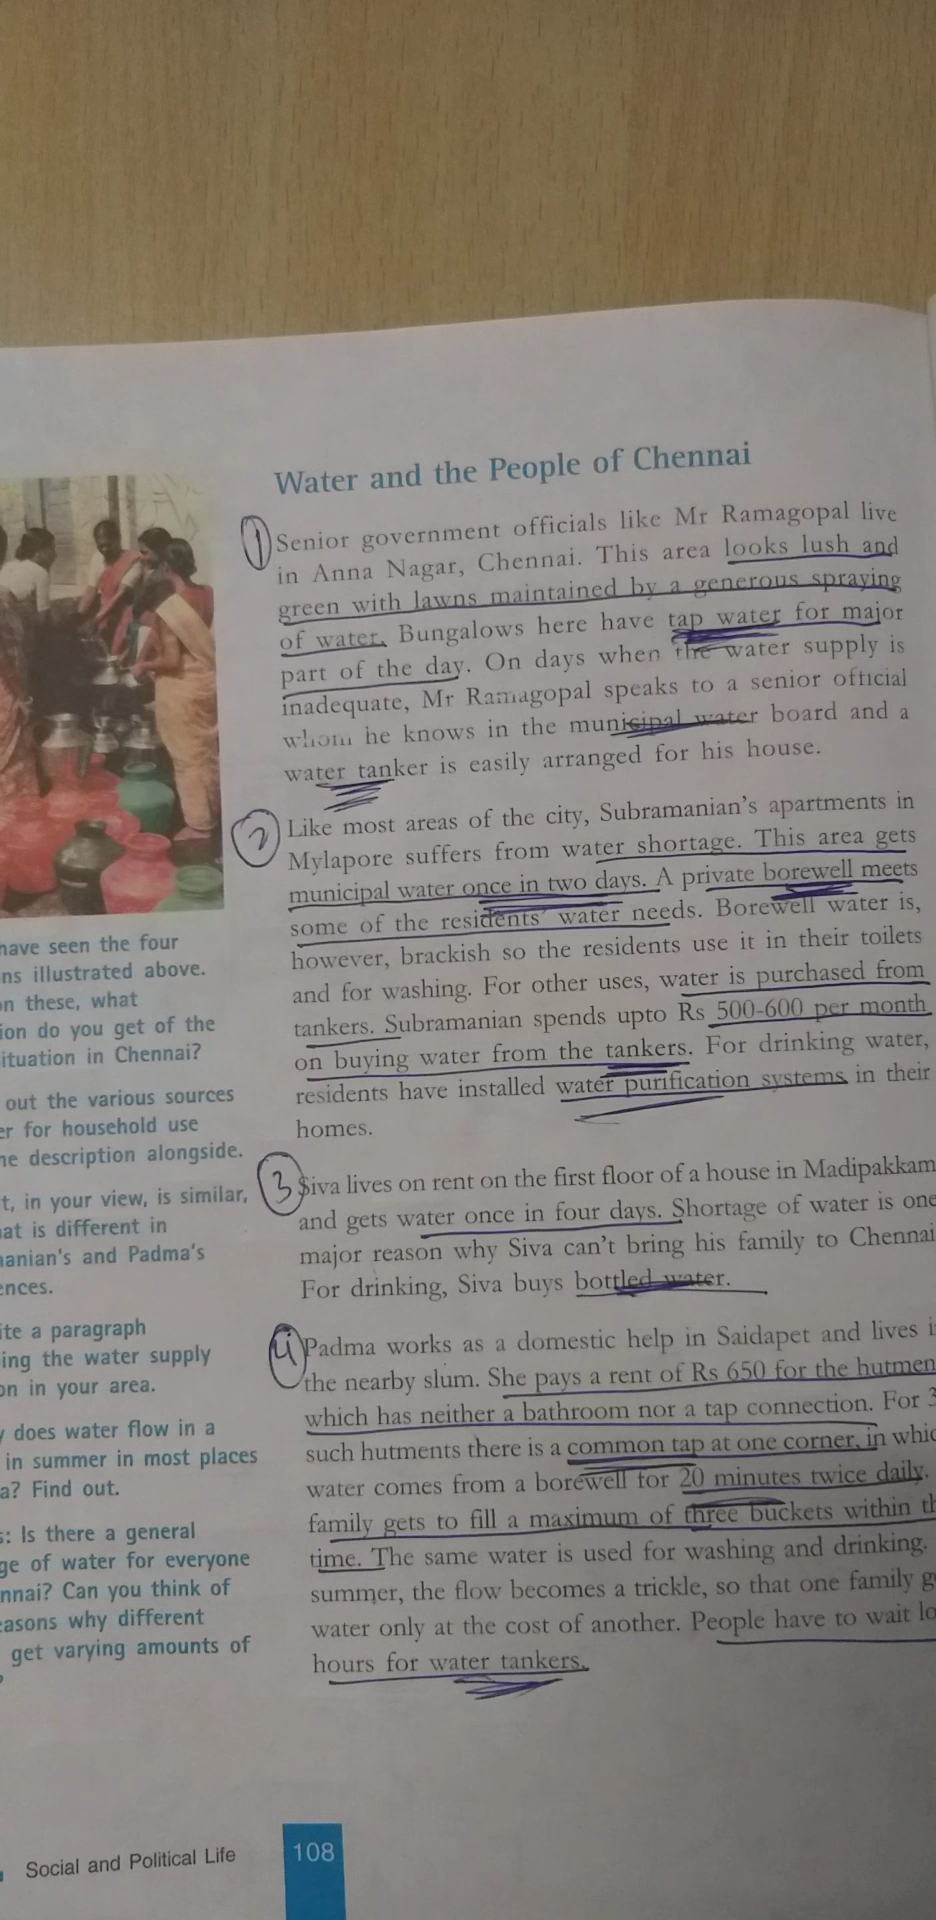 Water and the People of Chennai
1 Senior government officials like Mr Ramagopal live
in Anna Nagar, Chennai. This area looks lush and
green with lawns maintained by a generous spraying
of water. Bungalows here have tap water for major
part of the day. On days when the water supply is
inadequate, Mr Ramagopal speaks to a senior official
whom he knows in the municipal water board and a
water tanker is easily arranged for his house.
2 Like most areas of the city, Subramanian's apartments in
Mylapore suffers from water shortage. This area gets
municipal water once in two days. A private borewell meets
some of the residents' water needs. Borewell water is,
however, brackish so the residents use it in their toilets
and for washing. For other uses, water is purchased from
tankers. Subramanian spends upto Rs 500-600 per month
on buying water from the tankers. For drinking water,
residents have installed water purification systems in their
homes.
3 Siva lives on rent on the first floor of a house in Madipakkam
and gets water once in four days. Shortage of water is one
major reason why Siva can't bring his family to Chennai
For drinking, Siva buys bottled water.
4 Padma works as a domestic help in Saidapet and lives
the nearby slum. She pays a rent of Rs 650 for the hutmen
which has neither a bathroom nor a tap connection. For 3
such hutments there is a common tap at one corner, in whic
water comes from a borewell for 20 minutes twice daily.
family gets to fill a maximum of three buckets within th
time. The same water is used for washing and drinking.
summer, the flow becomes a trickle, so that one family g
water only at the cost of another. People have to wait lo
hours for water tankers.
have seen the four
ns illustrated above.
on these, what
ion do you get of the
ituation in Chennai?
out the various sources
er for household use
he description alongside.
t, in your view, is similar,
hat is different in
manian's and Padma's
ences.
ite a paragraph
ing the water supply
on in your area.
y does water flow in a
in summer in most places
a? Find out.
s: Is there a general
ge of water for everyone
nnai? Can you think of
easons why different
get varying amounts of
Social and Political Life
108